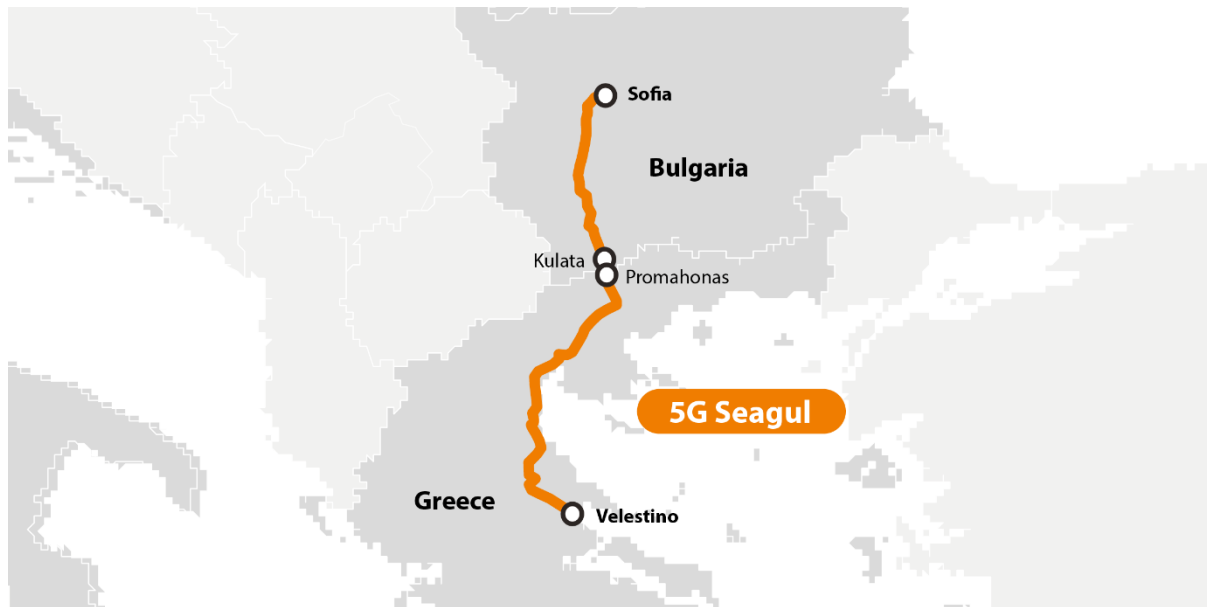 Sofia
Bulgaria
Kulata
Promahonas
5G Seagul
Greece
Velestino